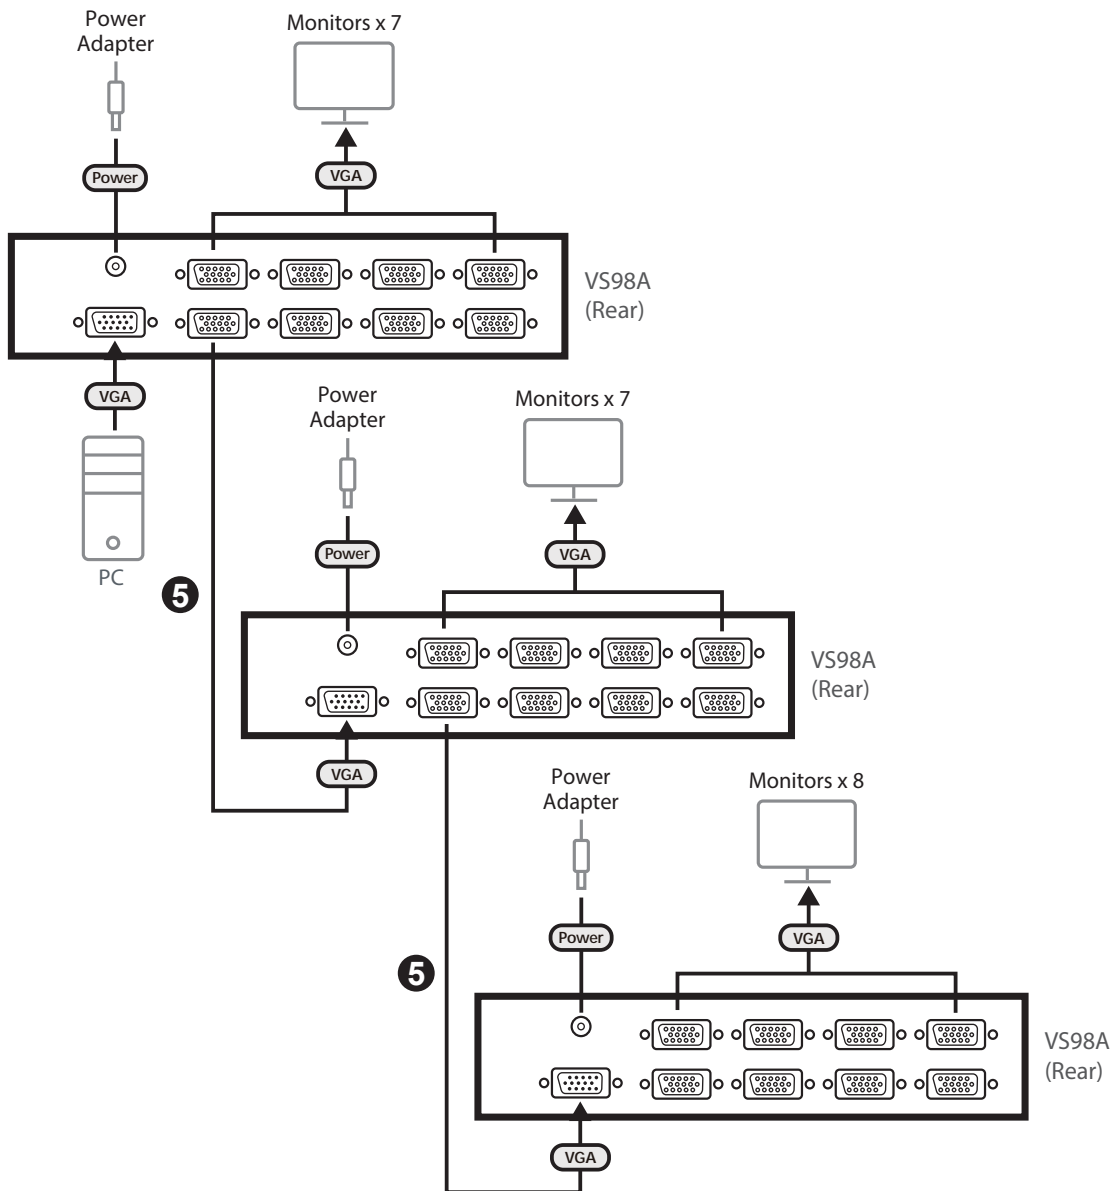 Power
Adapter
Monitors x 7
Power
VGA
VS98A
(Rear)
VGA
PC
Power
Adapter
Monitors x 7
Power
VGA
5
VS98A
(Rear)
VGA
Power
Adapter
Monitors x 8
Power
VGA
5
VS98A
(Rear)
VGA